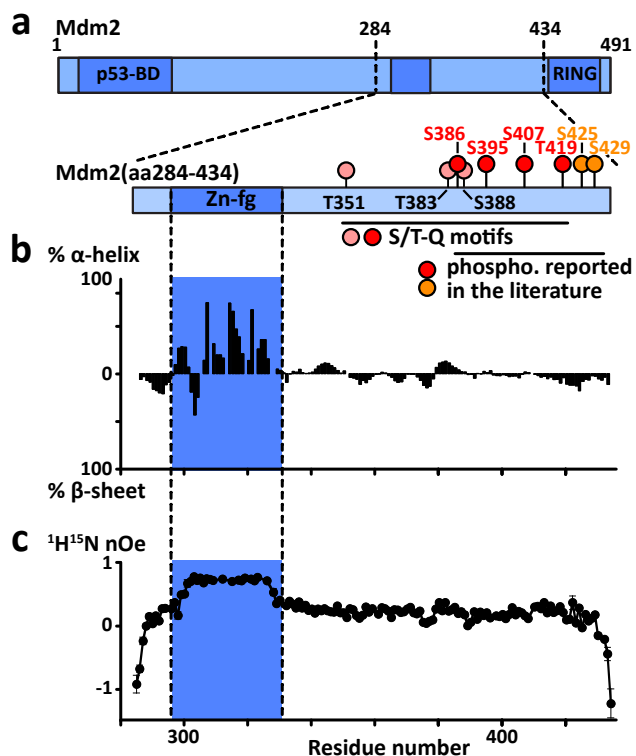 a
Mdm2
1
284
434
491
p53-BD
RING
S386
S407
S425
S395
T419
S429
Mdm2(aa284-434)
Zn-fg
T351
T383
S388
S/T-Q motifs
phospho. reported
in the literature
b
% α-helix
100
0
100
% β-sheet
c
¹H¹⁵N nOe
1
0
-1
300
400
Residue number